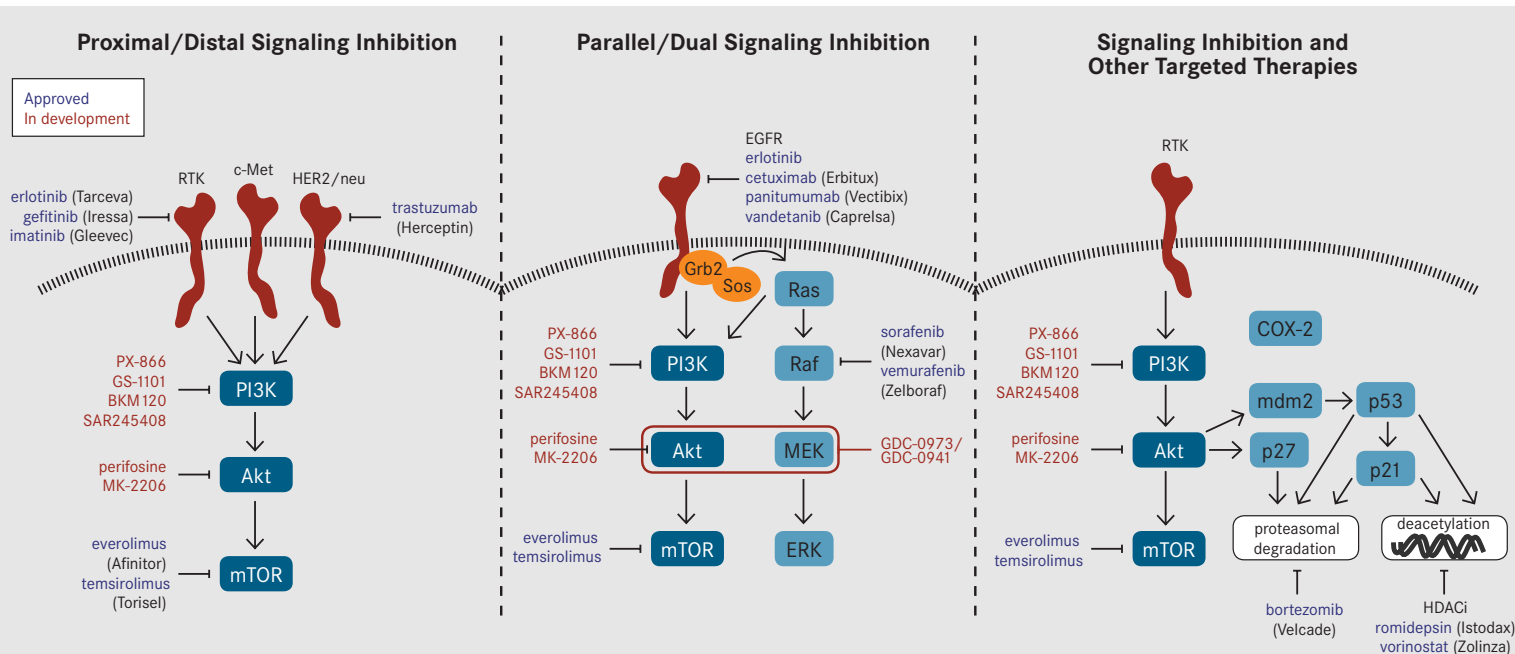 Proximal/Distal Signaling Inhibition
Approved
In development
RTK
c-Met
HER2/neu
erlotinib (Tarceva)
gefitinib (Iressa)
imatinib (Gleevec)
trastuzumab
(Herceptin)
PX-866
GS-1101
BKM120
SAR245408
PI3K
perifosine
MK-2206
Akt
everolimus
(Afinitor)
temsirolimus
(Torisel)
mTOR
Parallel/Dual Signaling Inhibition
EGFR
erlotinib
cetuximab (Erbitux)
panitumumab (Vectibix)
vandetanib (Caprelsa)
Grb2
Sos
Ras
PX-866
GS-1101
BKM120
SAR245408
PI3K
Raf
sorafenib
(Nexavar)
vemurafenib
(Zelboraf)
perifosine
MK-2206
Akt
MEK
GDC-0973/
GDC-0941
everolimus
temsirolimus
mTOR
ERK
Signaling Inhibition and
Other Targeted Therapies
RTK
COX-2
PX-866
GS-1101
BKM120
SAR245408
PI3K
mdm2
p53
perifosine
MK-2206
Akt
p27
p21
everolimus
temsirolimus
mTOR
proteasomal
degradation
deacetylation
bortezomib
(Velcade)
HDACi
romidepsin (Istodax)
vorinostat (Zolinza)